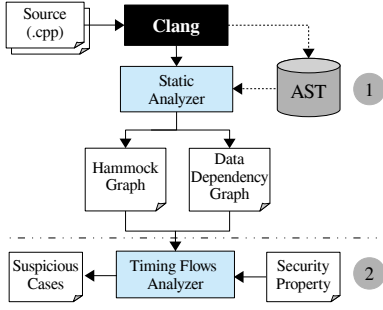 Source
(.cpp)
Clang
Static
Analyzer
AST
1
Hammock
Graph
Data
Dependency
Graph
Suspicious
Cases
Timing Flows
Analyzer
Security
Property
2